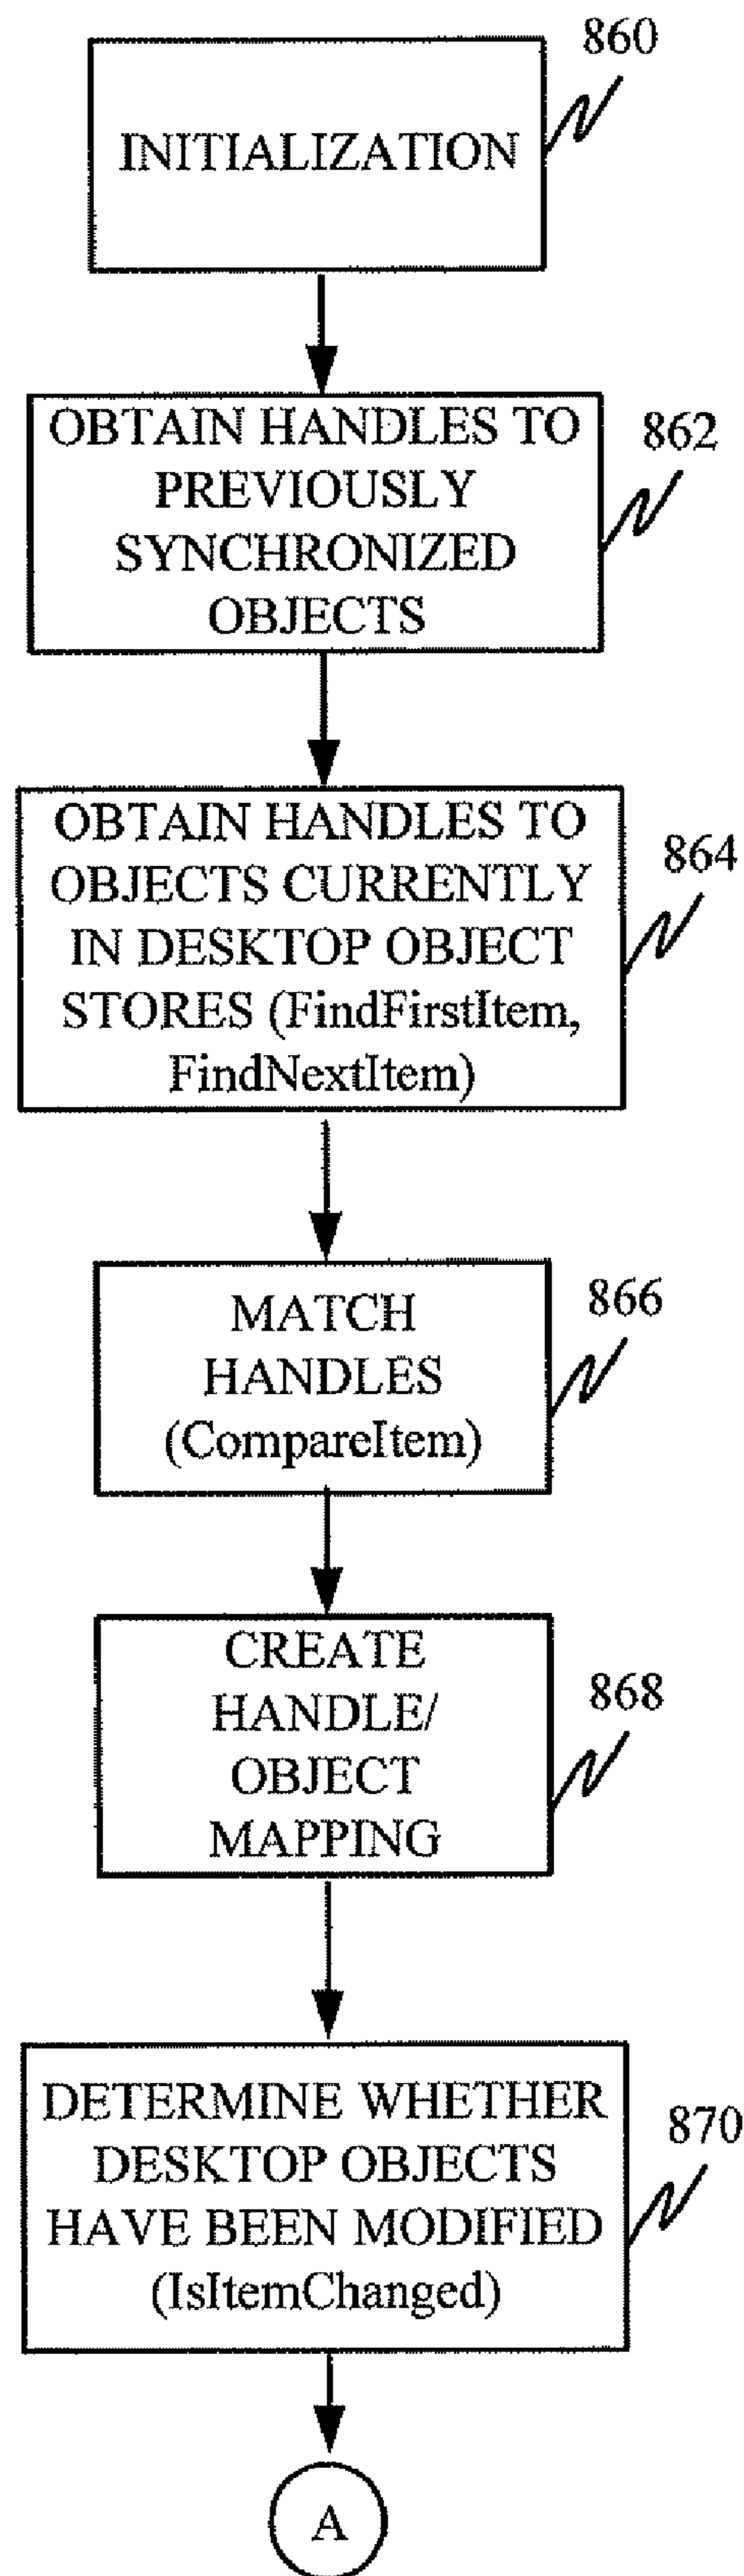 860
INITIALIZATION
OBTAIN HANDLES TO
PREVIOUSLY
SYNCHRONIZED
OBJECTS
862
OBTAIN HANDLES TO
OBJECTS CURRENTLY
IN DESKTOP OBJECT
STORES (FindFirstItem,
FindNextItem)
864
MATCH
HANDLES
(CompareItem)
866
CREATE
HANDLE/
OBJECT
MAPPING
868
DETERMINE WHETHER
DESKTOP OBJECTS
HAVE BEEN MODIFIED
(IsItemChanged)
870
A